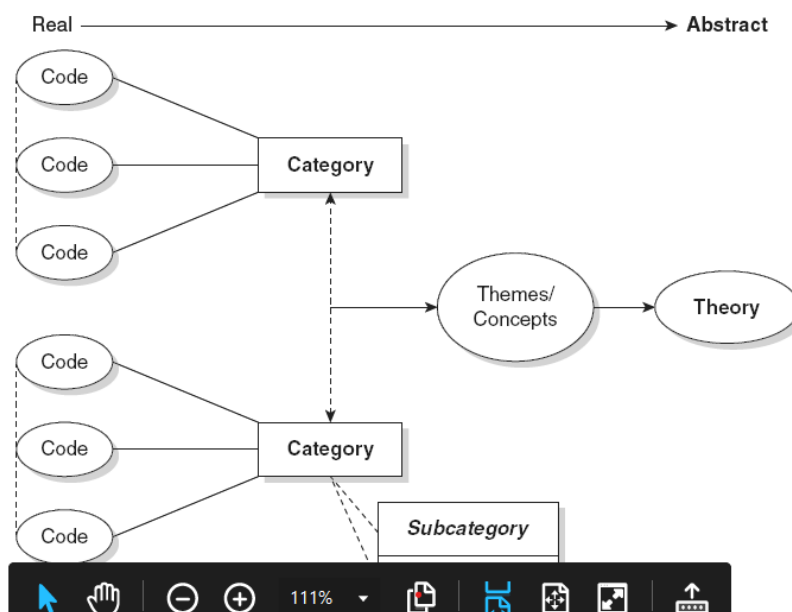 Real
Abstract
Code
Code
Category
Code
Themes/
Concepts
Theory
Code
Code
Category
Code
Subcategory
111%